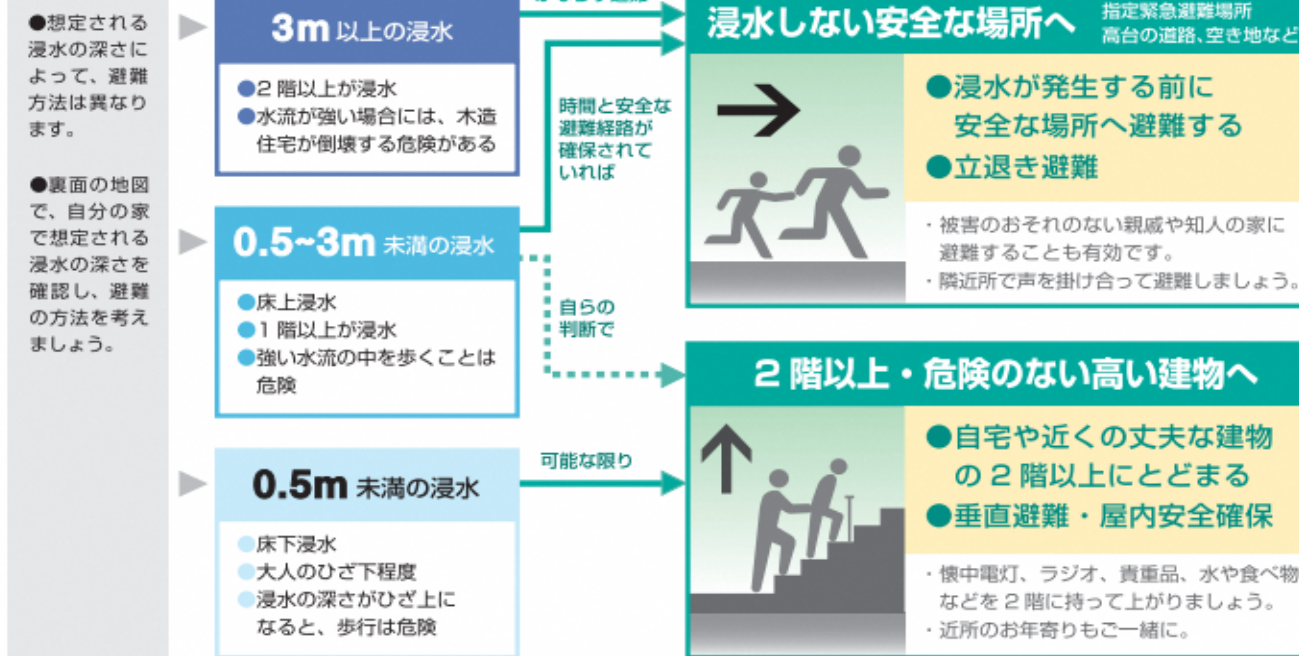 ●想定される
浸水の深さに
よって、避難
方法は異なり
ます。
●裏面の地図
で、自分の家
で想定される
浸水の深さを
確認し、避難
の方法を考え
ましょう。
3m以上の浸水
●2階以上が浸水
●水流が強い場合には、木造
住宅が倒壊する危険がある
0.5~3m未満の浸水
●床上浸水
●1階以上が浸水
●強い水流の中を歩くことは
危険
0.5m未満の浸水
●床下浸水
●大人のひざ下程度
●浸水の深さがひざ上に
なると、歩行は危険
時間と安全な
避難経路が
確保されて
いれば
自らの
判断で
可能な限り
浸水しない安全な場所へ
指定緊急避難場所
高台の道路、空き地など
●浸水が発生する前に
安全な場所へ避難する
●立退き避難
・被害のおそれのない親戚や知人の家に
避難することも有効です。
・隣近所で声を掛け合って避難しましょう。
2階以上・危険のない高い建物へ
●自宅や近くの丈夫な建物
の2階以上にとどまる
●垂直避難・屋内安全確保
・懐中電灯、ラジオ、貴重品、水や食べ物
などを2階に持って上がりましょう。
・近所のお年寄りもご一緒に。